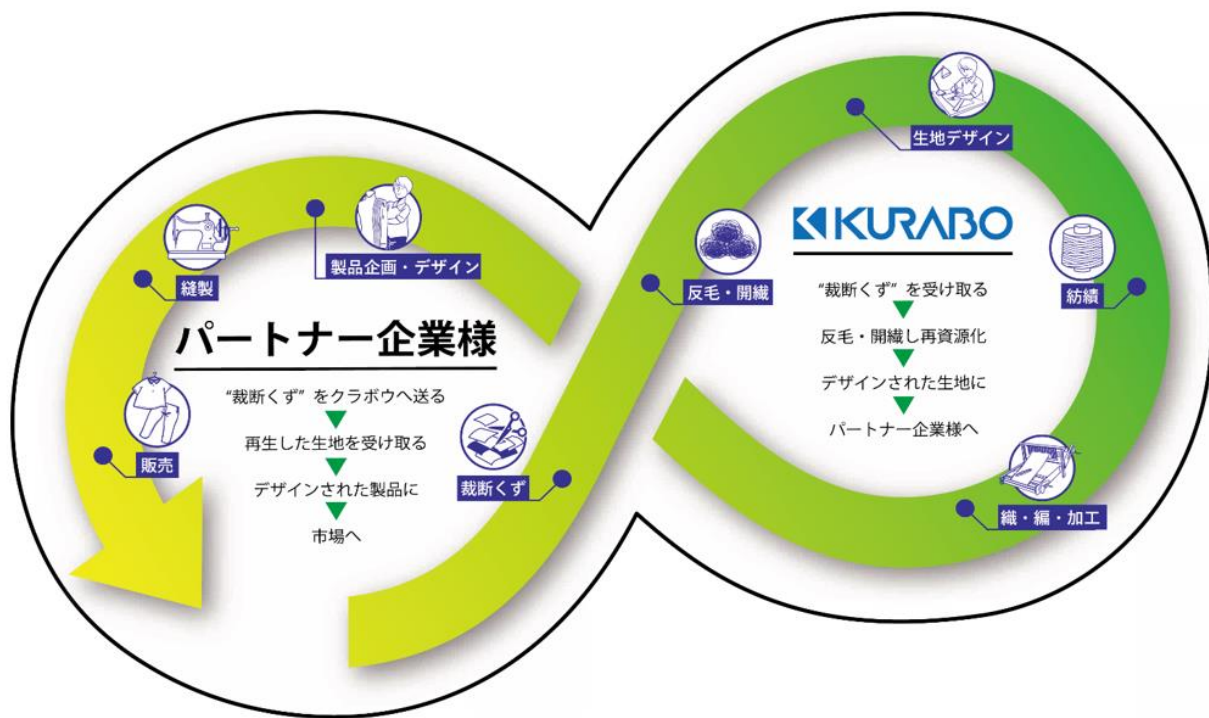 パートナー企業様
“裁断くず”をクラボウへ送る
再生した生地を受け取る
デザインされた製品に
市場へ
裁断くず
反毛・開繊
生地デザイン
紡績
織・編・加工
製品企画・デザイン
縫製
販売
KURABO
“裁断くず”を受け取る
反毛・開繊し再資源化
デザインされた生地に
パートナー企業様へ